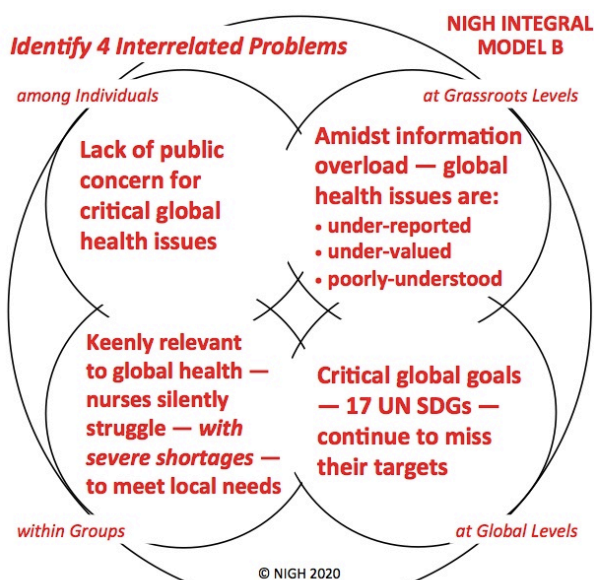 NIGH INTEGRAL
MODEL B
Identify 4 Interrelated Problems
among Individuals
at Grassroots Levels
Lack of public
concern for
critical global
health issues
Amidst information
overload — global
health issues are:
• under-reported
• under-valued
• poorly-understood
Keenly relevant
to global health —
nurses silently
struggle — with
severe shortages —
to meet local needs
Critical global goals
— 17 UN SDGs —
continue to miss
their targets
within Groups
at Global Levels
© NIGH 2020